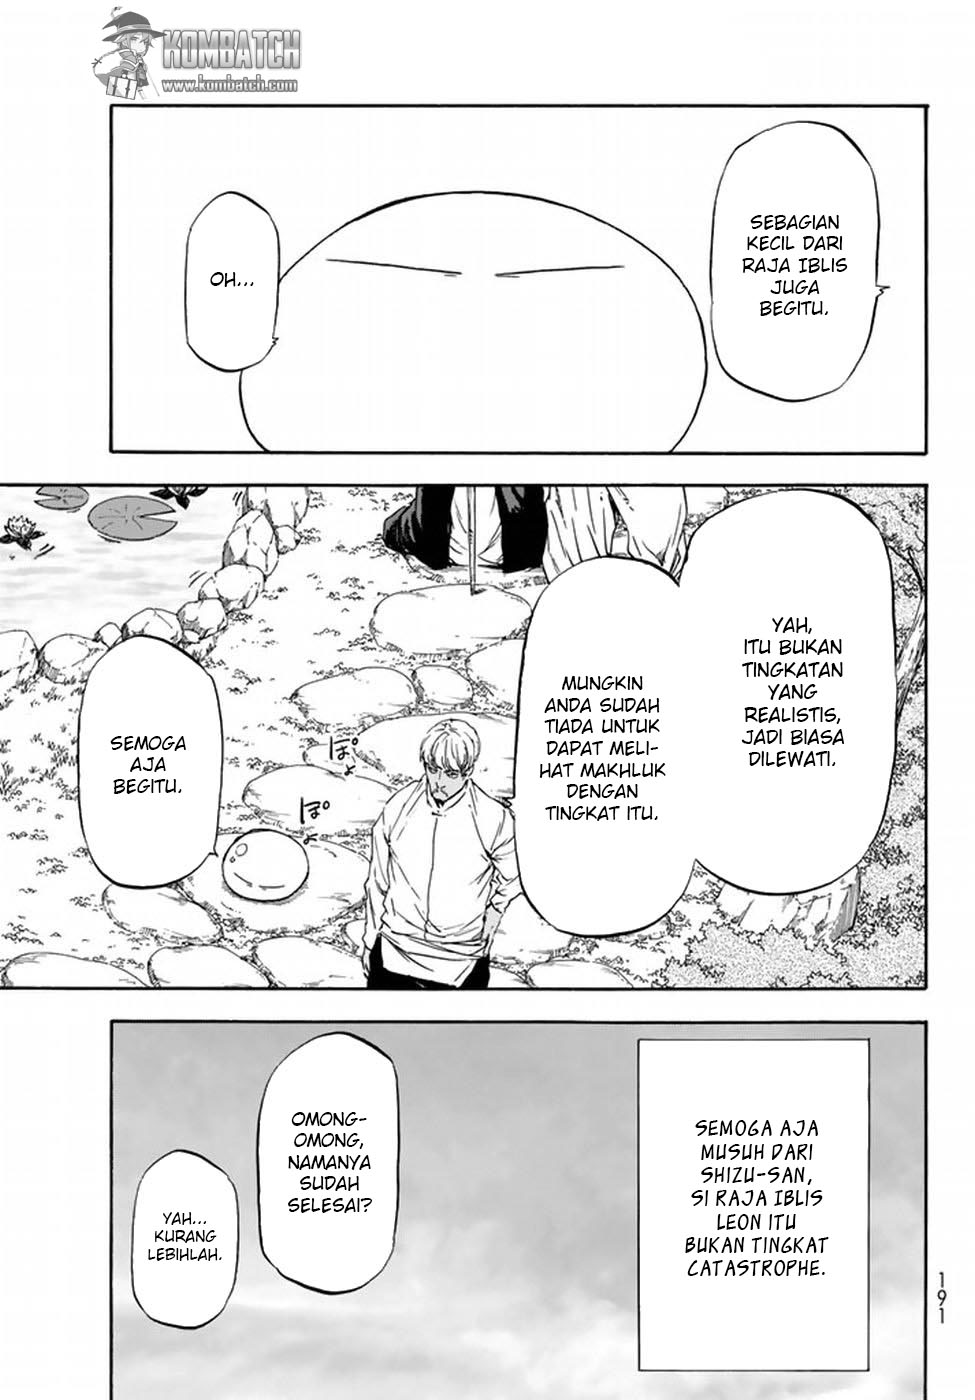 KOMBATCH
www.kombatch.com
SEBAGIAN
KECIL DARI
RAJA IBLIS
JUGA
BEGITU.
OH...
YAH,
ITU BUKAN
TINGKATAN
YANG
REALISTIS,
JADI BIASA
DILEWATI.
MUNGKIN
ANDA SUDAH
TIADA UNTUK
DAPAT MELI-
HAT MAKHLUK
DENGAN
TINGKAT ITU.
ぽよ
ぽよ
SEMOGA
AJA
BEGITU.
SEMOGA AJA
MUSUH DARI
SHIZU-SAN,
SI RAJA IBLIS
LEON ITU
BUKAN TINGKAT
CATASTROPHE.
OMONG-
OMONG,
NAMANYA
SUDAH
SELESAI?
YAH...
KURANG
LEBIHLAH.
191